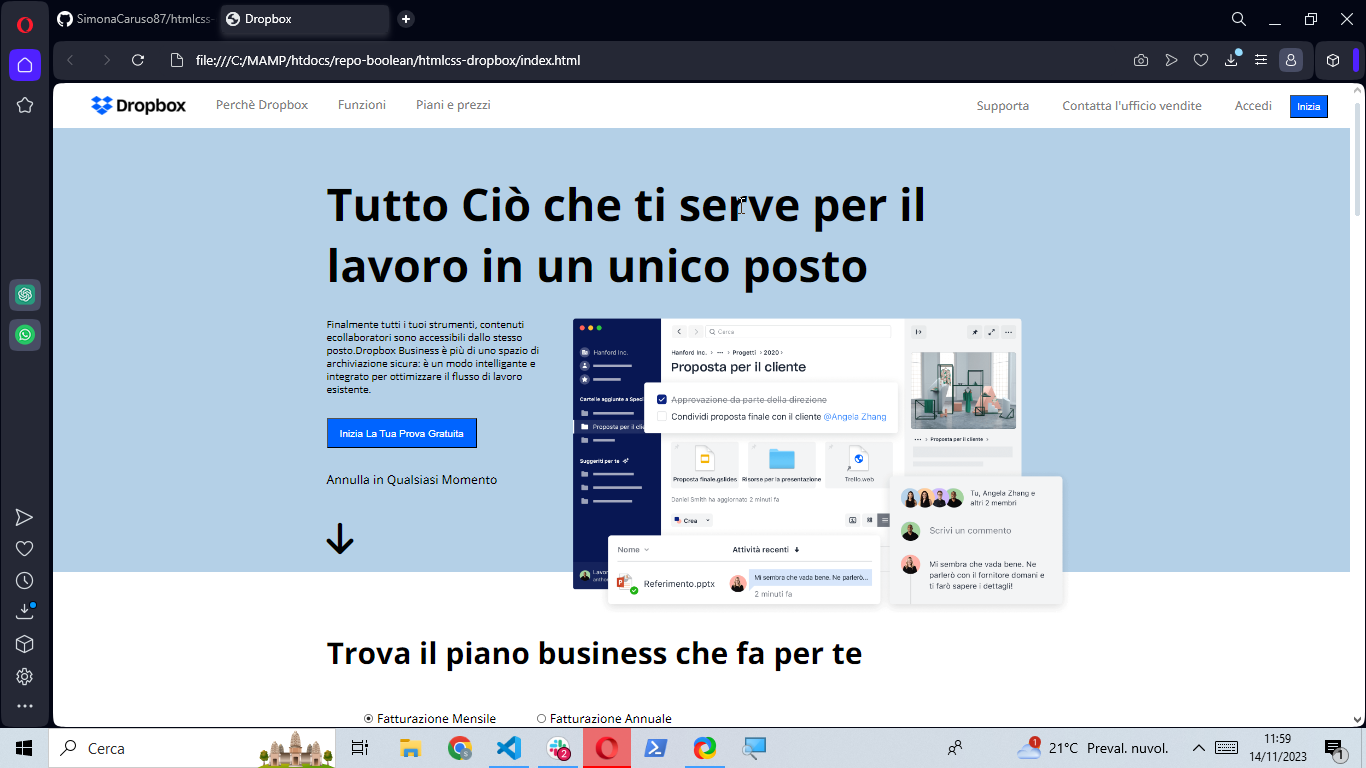 SimonaCaruso87/htmlcss-
Dropbox
file:///C:/MAMP/htdocs/repo-boolean/htmlcss-dropbox/index.html
Dropbox
Perchè Dropbox
Funzioni
Piani e prezzi
Supporta
Contatta l'ufficio vendite
Accedi
Inizia
Tutto Ciò che ti serve per il
lavoro in un unico posto
Finalmente tutti i tuoi strumenti, contenuti
ecollaboratori sono accessibili dallo stesso
posto.Dropbox Business è più di uno spazio di
archiviazione sicura: è un modo intelligante e
integrato per ottimizzare il flusso di lavoro
esistente.
Inizia La Tua Prova Gratuita
Annulla in Qualsiasi Momento
Cerca
Hanford Inc.
Cartelle aggiunte a Speci
Proposta per il clie
Suggeriti per te
Lavor
antho
Hanford Inc. > ··· > Progetti > 2020 >
Proposta per il cliente
Approvazione da parte della direzione
Condividi proposta finale con il cliente @Angela Zhang
Proposta finale.gslides
Risorse per la presentazione
Trello.web
Daniel Smith ha aggiornato 2 minuti fa
Crea
Nome
Attività recenti
Referimento.pptx
Mi sembra che vada bene. Ne parlerò...
2 minuti fa
··· > Proposta per il cliente >
Tu, Angela Zhang e
altri 2 membri
Scrivi un commento
Mi sembra che vada bene. Ne
parlerò con il fornitore domani e
ti farò sapere i dettagli!
Trova il piano business che fa per te
Fatturazione Mensile
Fatturazione Annuale
Cerca
2
1
21°C Preval. nuvol.
11:59
14/11/2023
1